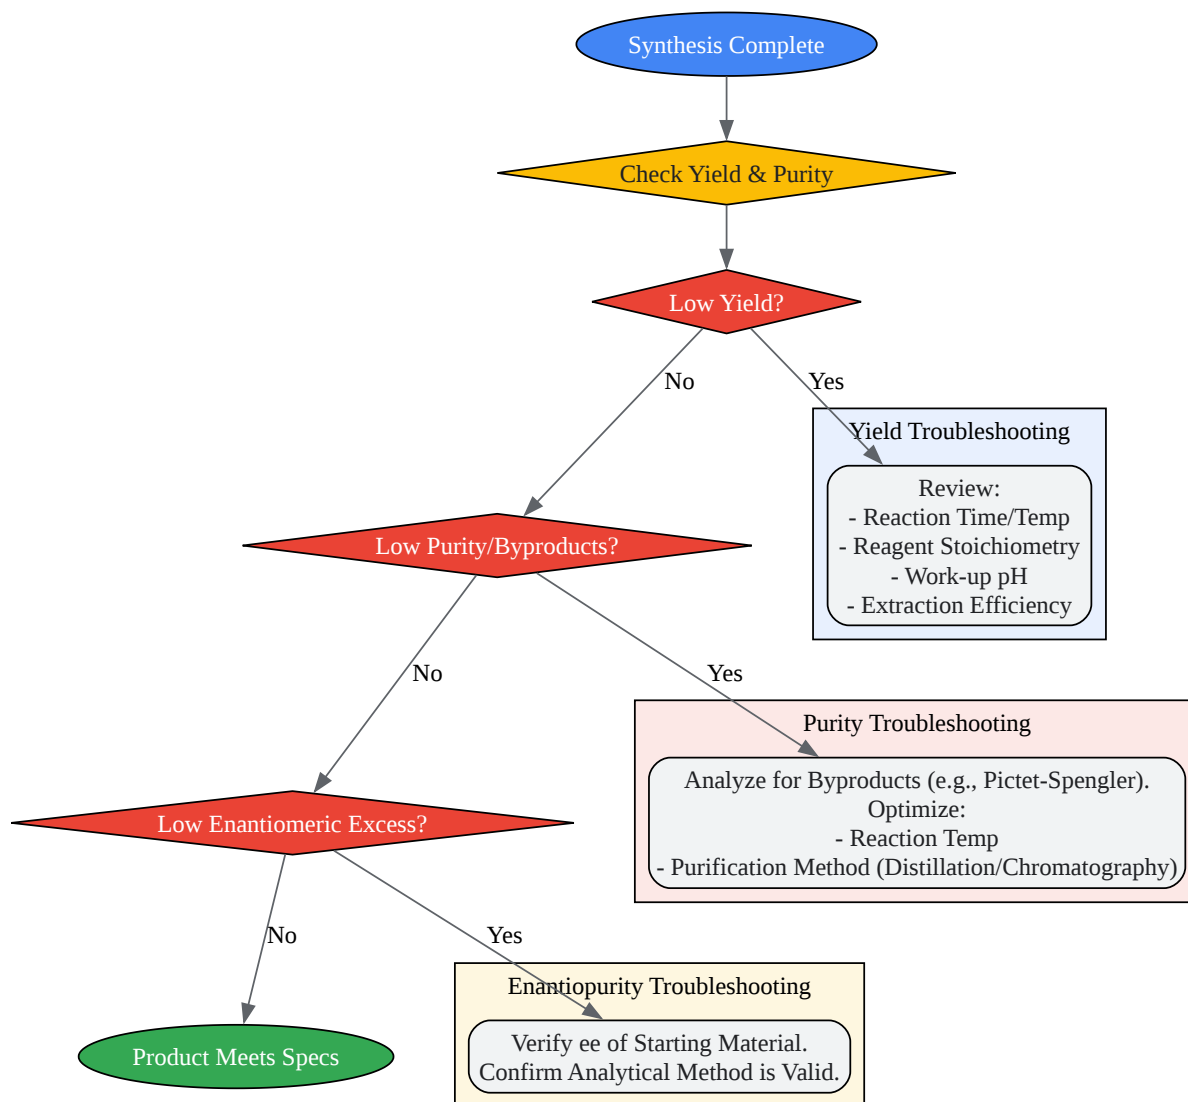 Synthesis Complete
Check Yield & Purity
Low Yield?
No
Yes
Yield Troubleshooting
Review:
- Reaction Time/Temp
- Reagent Stoichiometry
- Work-up pH
- Extraction Efficiency
Low Purity/Byproducts?
No
Yes
Purity Troubleshooting
Analyze for Byproducts (e.g., Pictet-Spengler).
Optimize:
- Reaction Temp
- Purification Method (Distillation/Chromatography)
Low Enantiomeric Excess?
No
Yes
Enantiopurity Troubleshooting
Verify ee of Starting Material.
Confirm Analytical Method is Valid.
Product Meets Specs